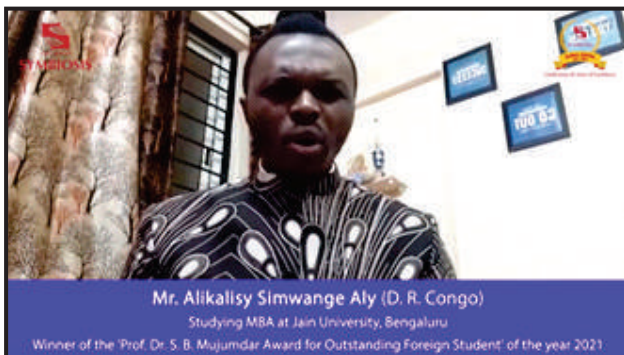 SYMBIOSIS
Mr. Alikalisy Simwange Aly (D. R. Congo)
Studying MBA at Jain University, Bengaluru
Winner of the 'Prof. Dr. S. B. Mujumdar Award for Outstanding Foreign Student' of the year 2021